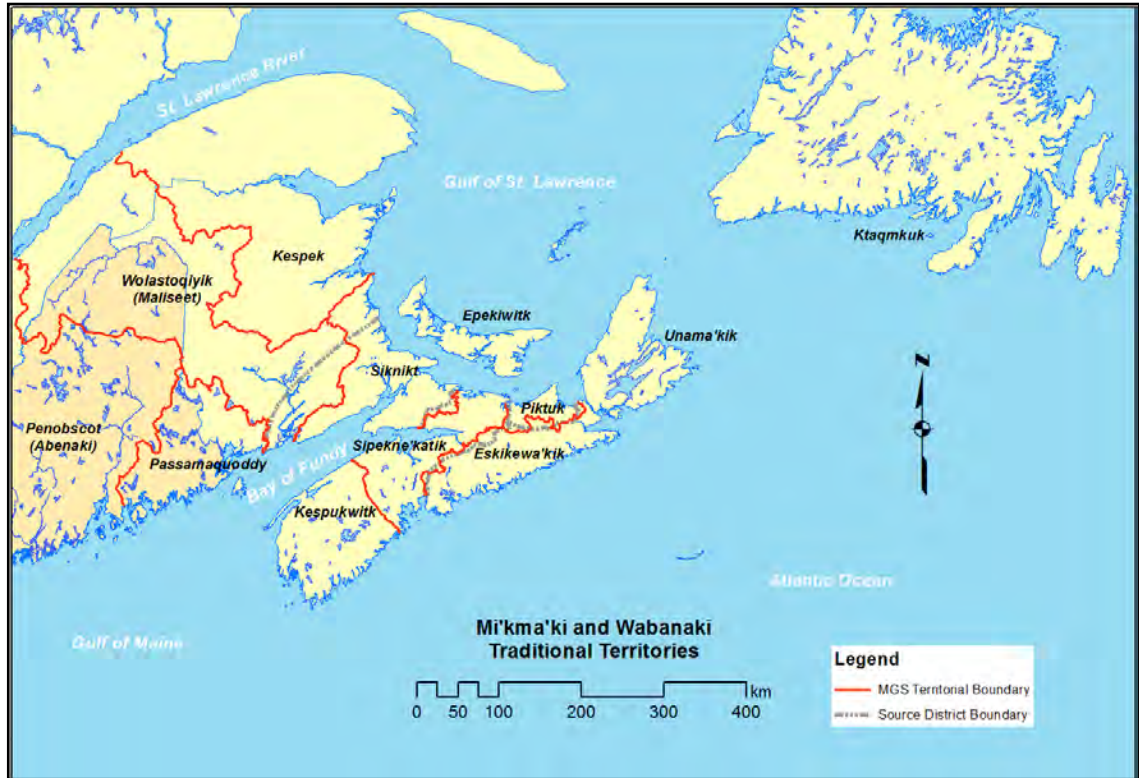 St. Lawrence River
Gulf of St. Lawrence
Kespek
Ktaqmkuk
Wolastoqiyik
(Maliseet)
Epekiwitk
Unama'kik
Siknikt
Piktuk
Penobscot
(Abenaki)
Passamaquoddy
Sipekne'katik
Eskikewa'kik
Bay of Fundy
Kespukwitk
N
Atlantic Ocean
Gulf of Maine
Mi'kma'ki and Wabanaki
Traditional Territories
km
0 50 100 200 300 400
Legend
MGS Territorial Boundary
Source District Boundary